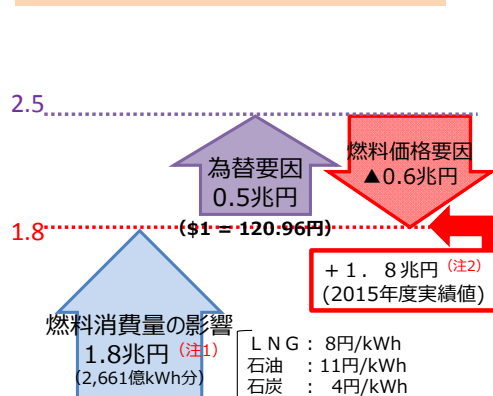 2.5
為替要因
0.5兆円
燃料価格要因
▲0.6兆円
1.8
($1 = 120.96円)
＋１．８兆円（注2）
(2015年度実績値)
燃料消費量の影響
1.8兆円（注1）
(2,661億kWh分)
ＬＮＧ：8円/kWh
石油 ：11円/kWh
石炭 ： 4円/kWh